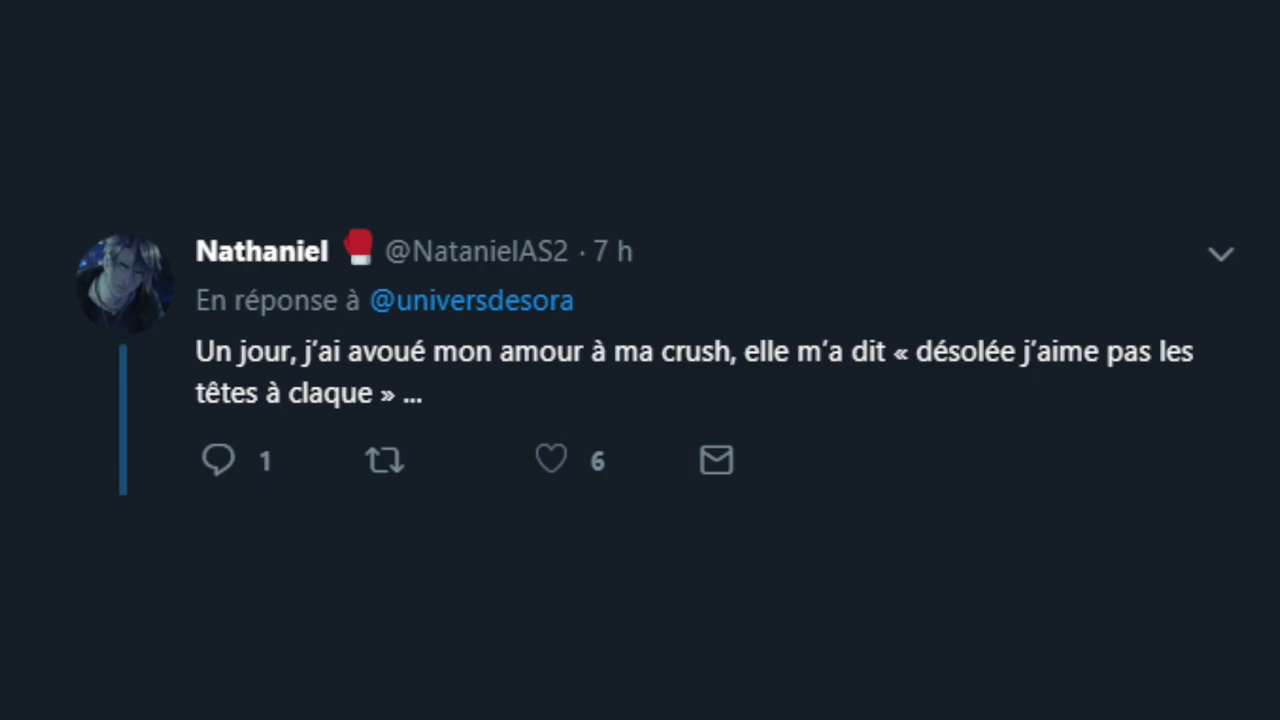 Nathaniel 🥊 @NatanielAS2 · 7 h
En réponse à @universdesora
Un jour, j’ai avoué mon amour à ma crush, elle m’a dit « désolée j’aime pas les
têtes à claque » ...
1 6